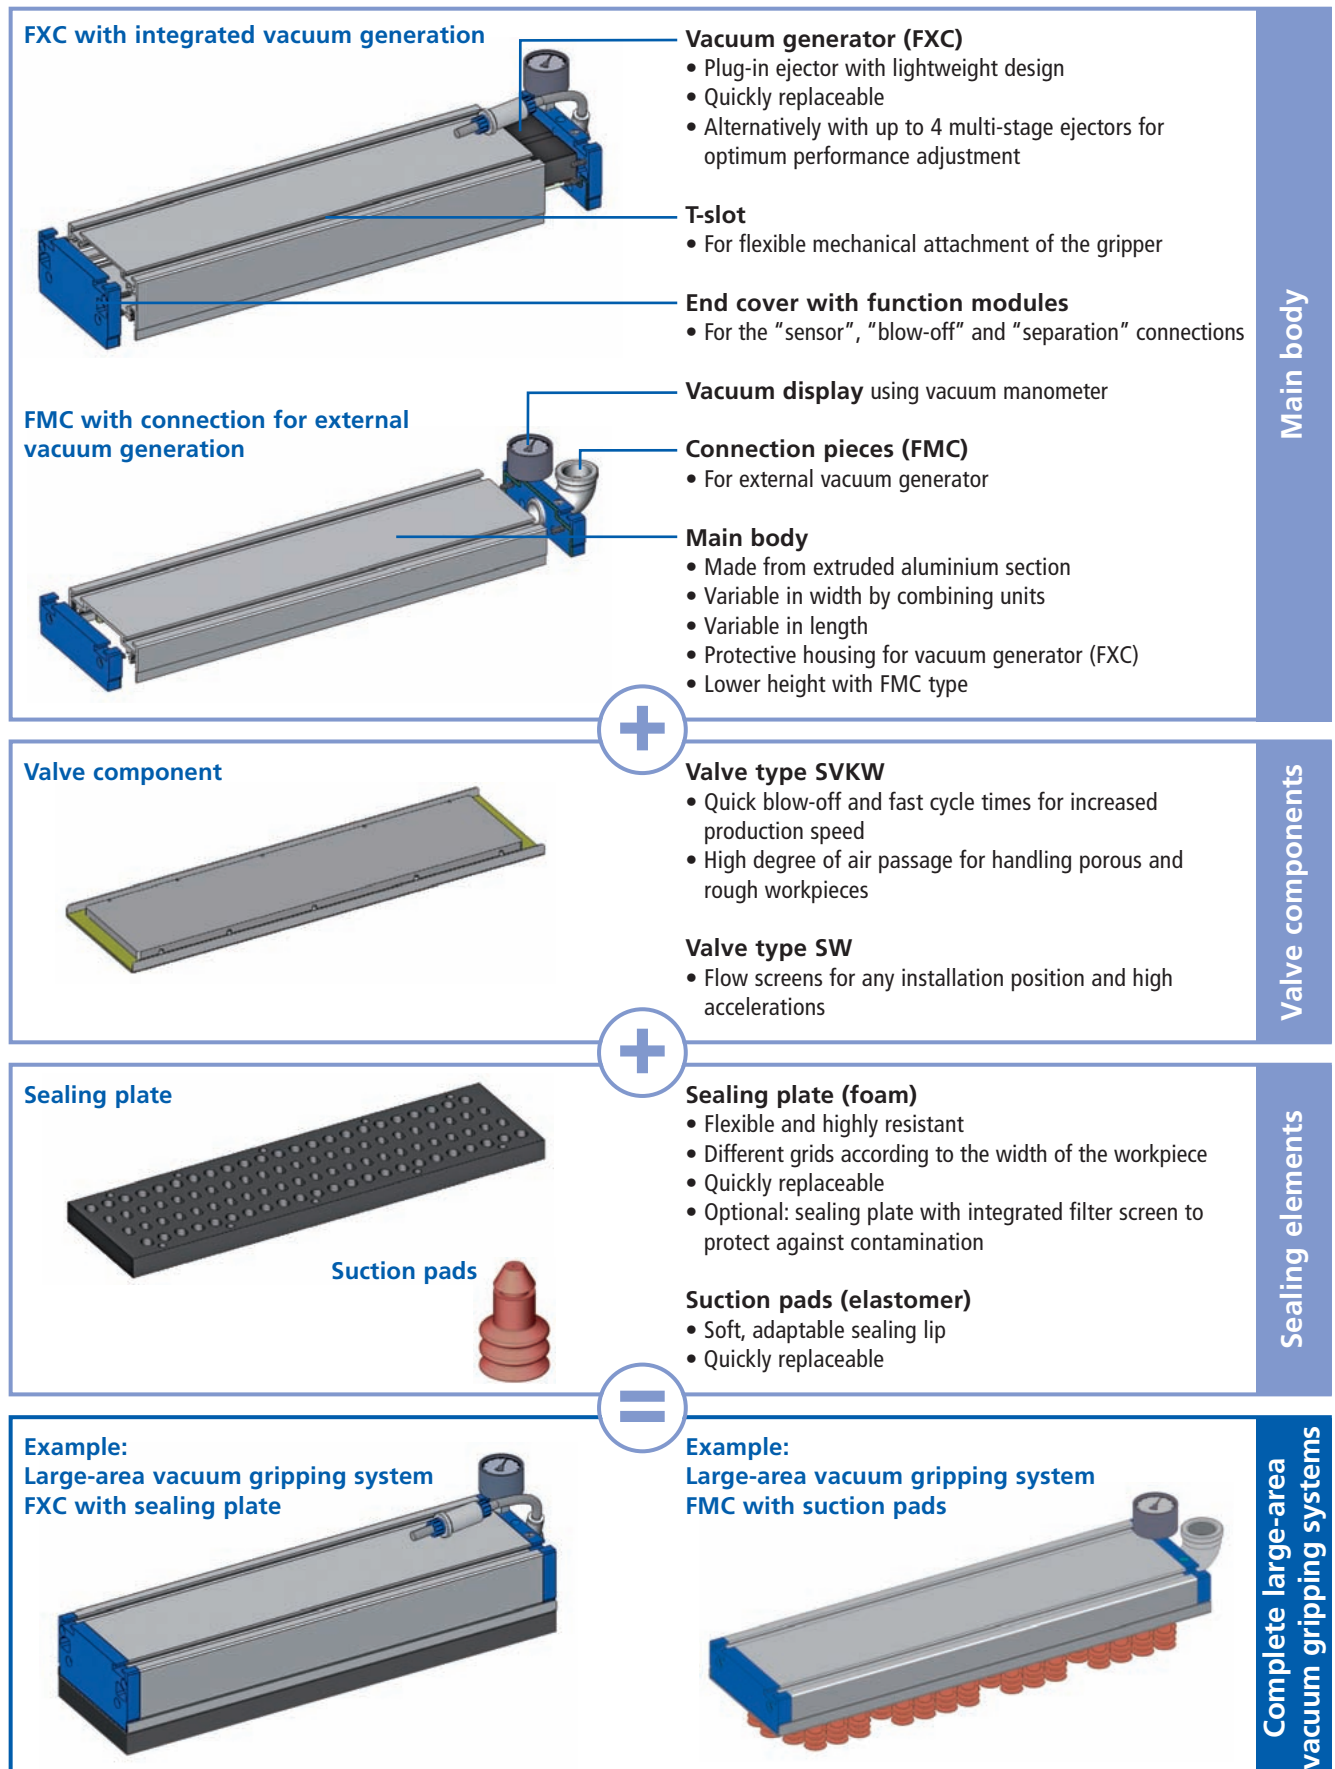 FXC with integrated vacuum generation
Vacuum generator (FXC)
• Plug-in ejector with lightweight design
• Quickly replaceable
• Alternatively with up to 4 multi-stage ejectors for
optimum performance adjustment
T-slot
• For flexible mechanical attachment of the gripper
End cover with function modules
• For the “sensor”, “blow-off” and “separation” connections
Vacuum display using vacuum manometer
FMC with connection for external
vacuum generation
Connection pieces (FMC)
• For external vacuum generator
Main body
• Made from extruded aluminium section
• Variable in width by combining units
• Variable in length
• Protective housing for vacuum generator (FXC)
• Lower height with FMC type
Main body
+
Valve component
Valve type SVKW
• Quick blow-off and fast cycle times for increased
production speed
• High degree of air passage for handling porous and
rough workpieces
Valve type SW
• Flow screens for any installation position and high
accelerations
Valve components
+
Sealing plate
Sealing plate (foam)
• Flexible and highly resistant
• Different grids according to the width of the workpiece
• Quickly replaceable
• Optional: sealing plate with integrated filter screen to
protect against contamination
Suction pads
Suction pads (elastomer)
• Soft, adaptable sealing lip
• Quickly replaceable
Sealing elements
=
Example:
Large-area vacuum gripping system
FXC with sealing plate
Example:
Large-area vacuum gripping system
FMC with suction pads
Complete large-area
vacuum gripping systems